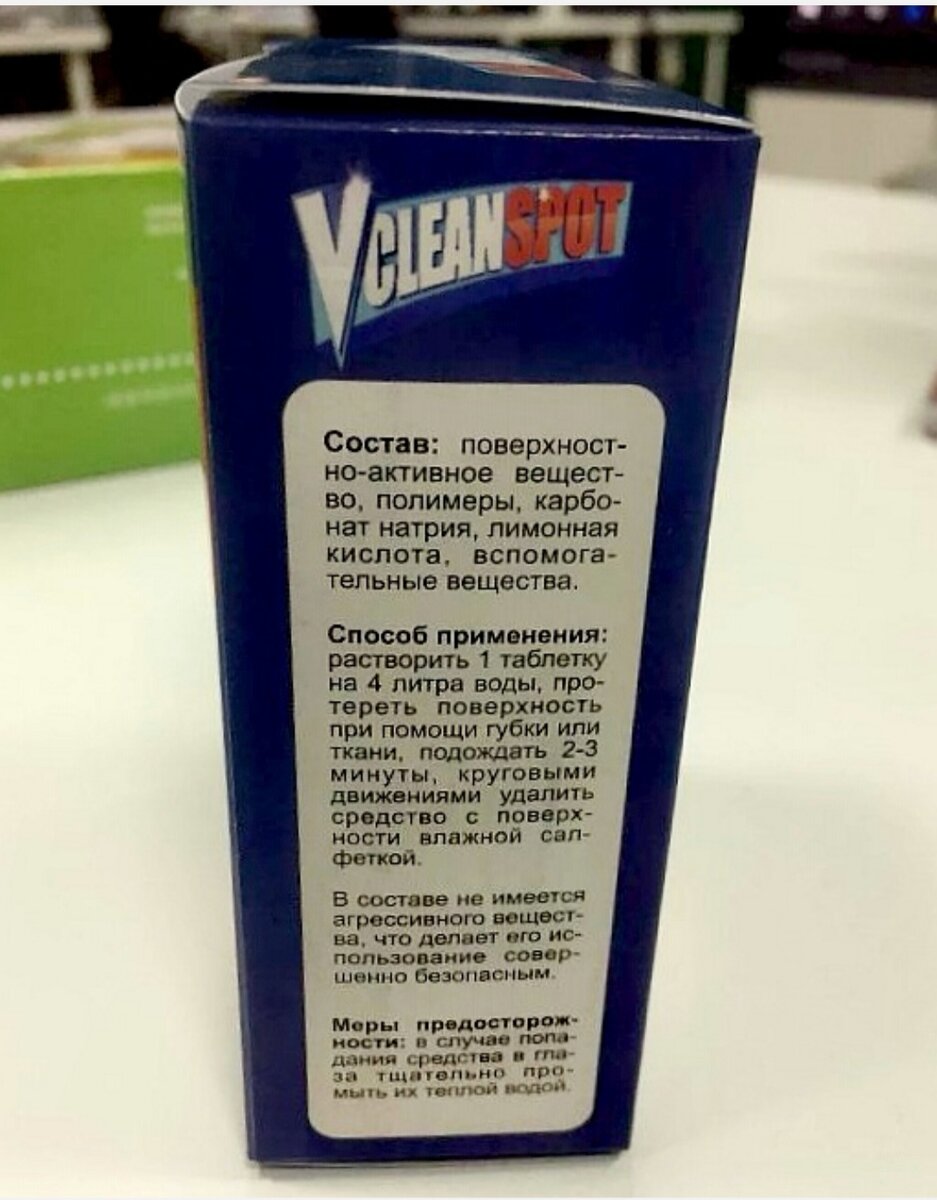 VCLEANSPOT
Состав: поверхност-
но-активное вещест-
во, полимеры, карбо-
нат натрия, лимонная
кислота, вспомога-
тельные вещества.
Способ применения:
растворить 1 таблетку
на 4 литра воды, про-
тереть поверхность
при помощи губки или
ткани, подождать 2-3
минуты, круговыми
движениями удалить
средство с поверх-
ности влажной сал-
феткой.
В составе не имеется
агрессивного вещест-
ва, что делает его ис-
пользование совер-
шенно безопасным.
Меры предосторож-
ности: в случае попа-
дания средства в гла-
за тщательно про-
мыть их теплой водой.